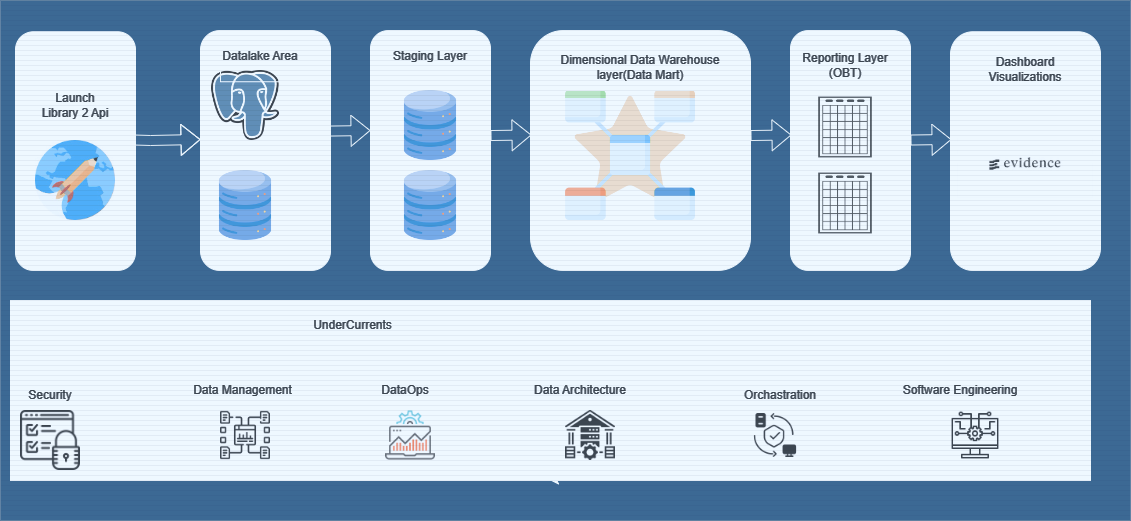 Launch
Library 2 Api
Datalake Area
Staging Layer
Dimensional Data Warehouse
layer(Data Mart)
Reporting Layer
(OBT)
Dashboard
Visualizations
evidence
UnderCurrents
Security
Data Management
DataOps
Data Architecture
Orchastration
Software Engineering